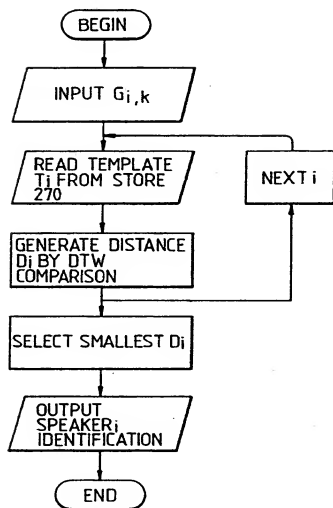 BEGIN
INPUT Gi,k
READ TEMPLATE
Ti FROM STORE
270
NEXT i
GENERATE DISTANCE
Di BY DTW
COMPARISON
SELECT SMALLEST Di
OUTPUT
SPEAKERi
IDENTIFICATION
END